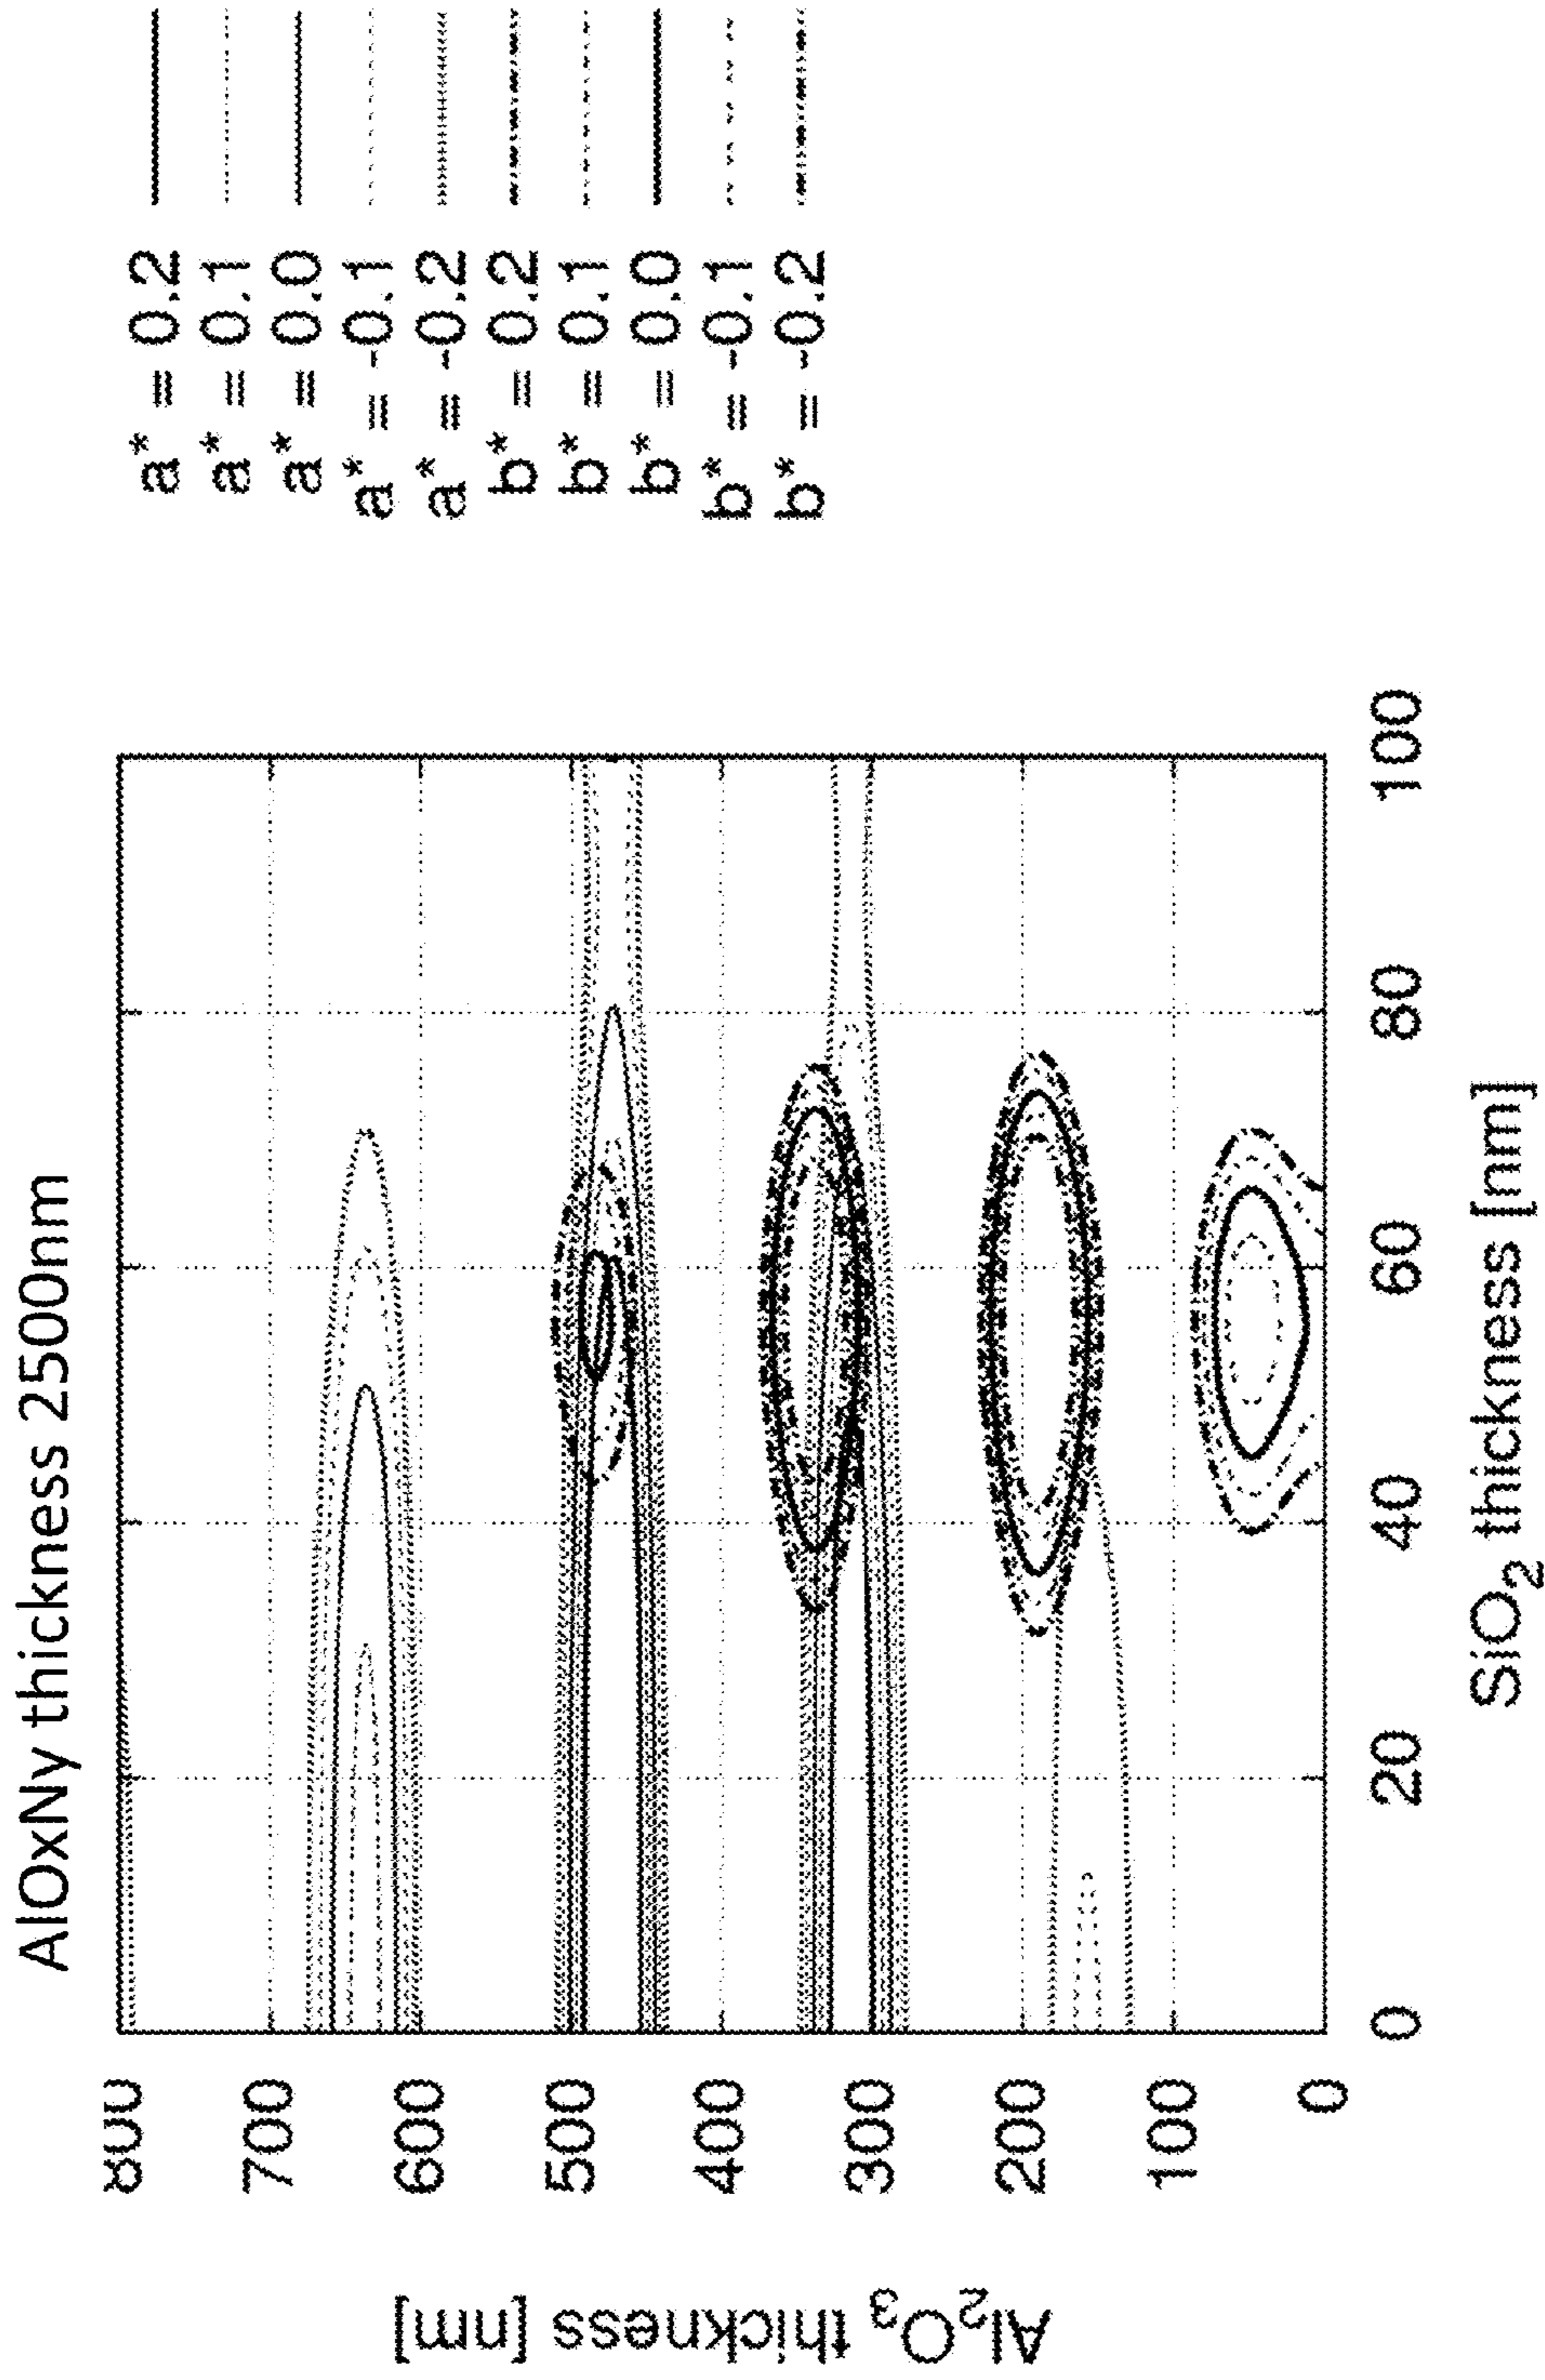 AlOxNy thickness 2500nm
a* = 0.2
a* = 0.1
a* = 0.0
a* = -0.1
a* = -0.2
b* = 0.2
b* = 0.1
b* = 0.0
b* = -0.1
b* = -0.2
Al₂O₃ thickness [nm]
800
700
600
500
400
300
200
100
0
0 20 40 60 80 100
SiO₂ thickness [nm]